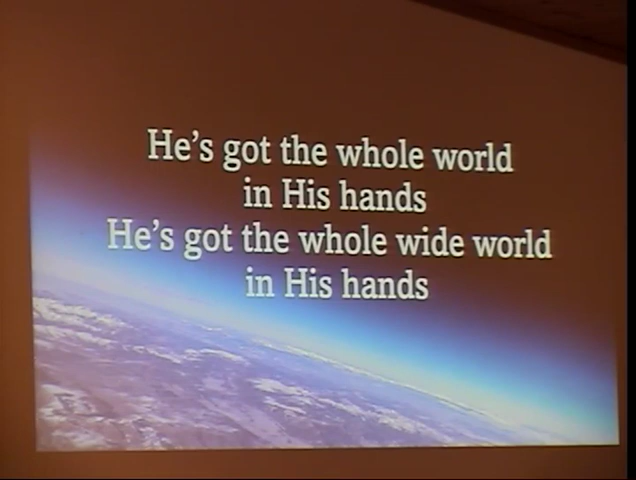 He's got the whole world
in His hands
He's got the whole wide world
in His hands